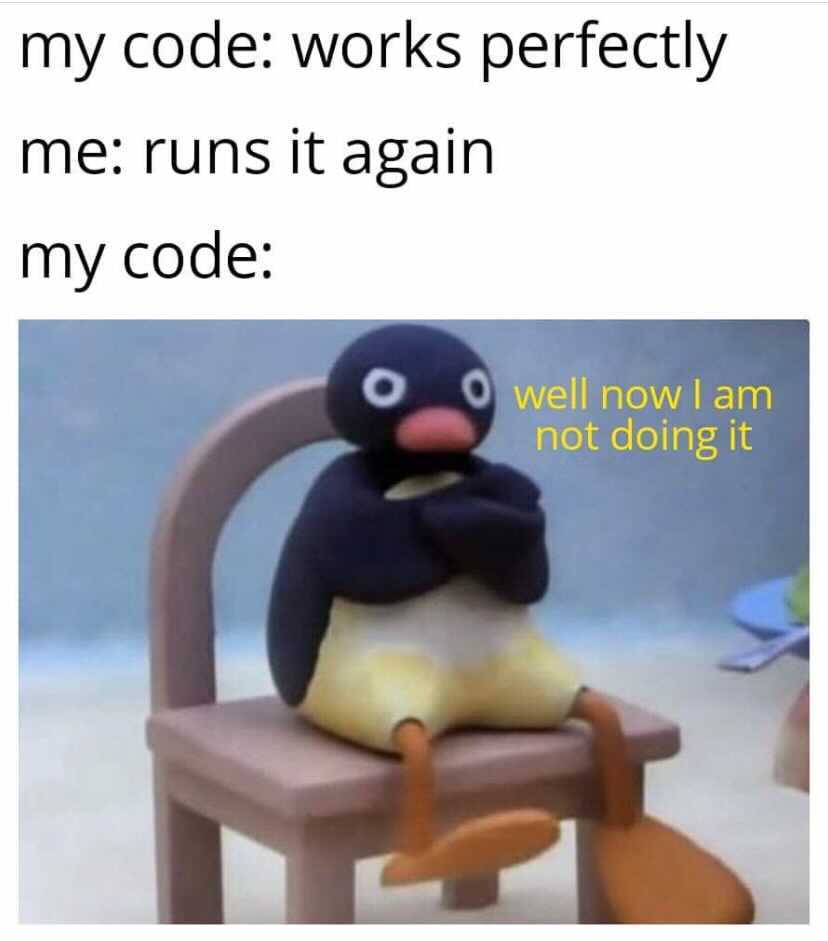 my code: works perfectly
me: runs it again
my code:
well now I am
not doing it